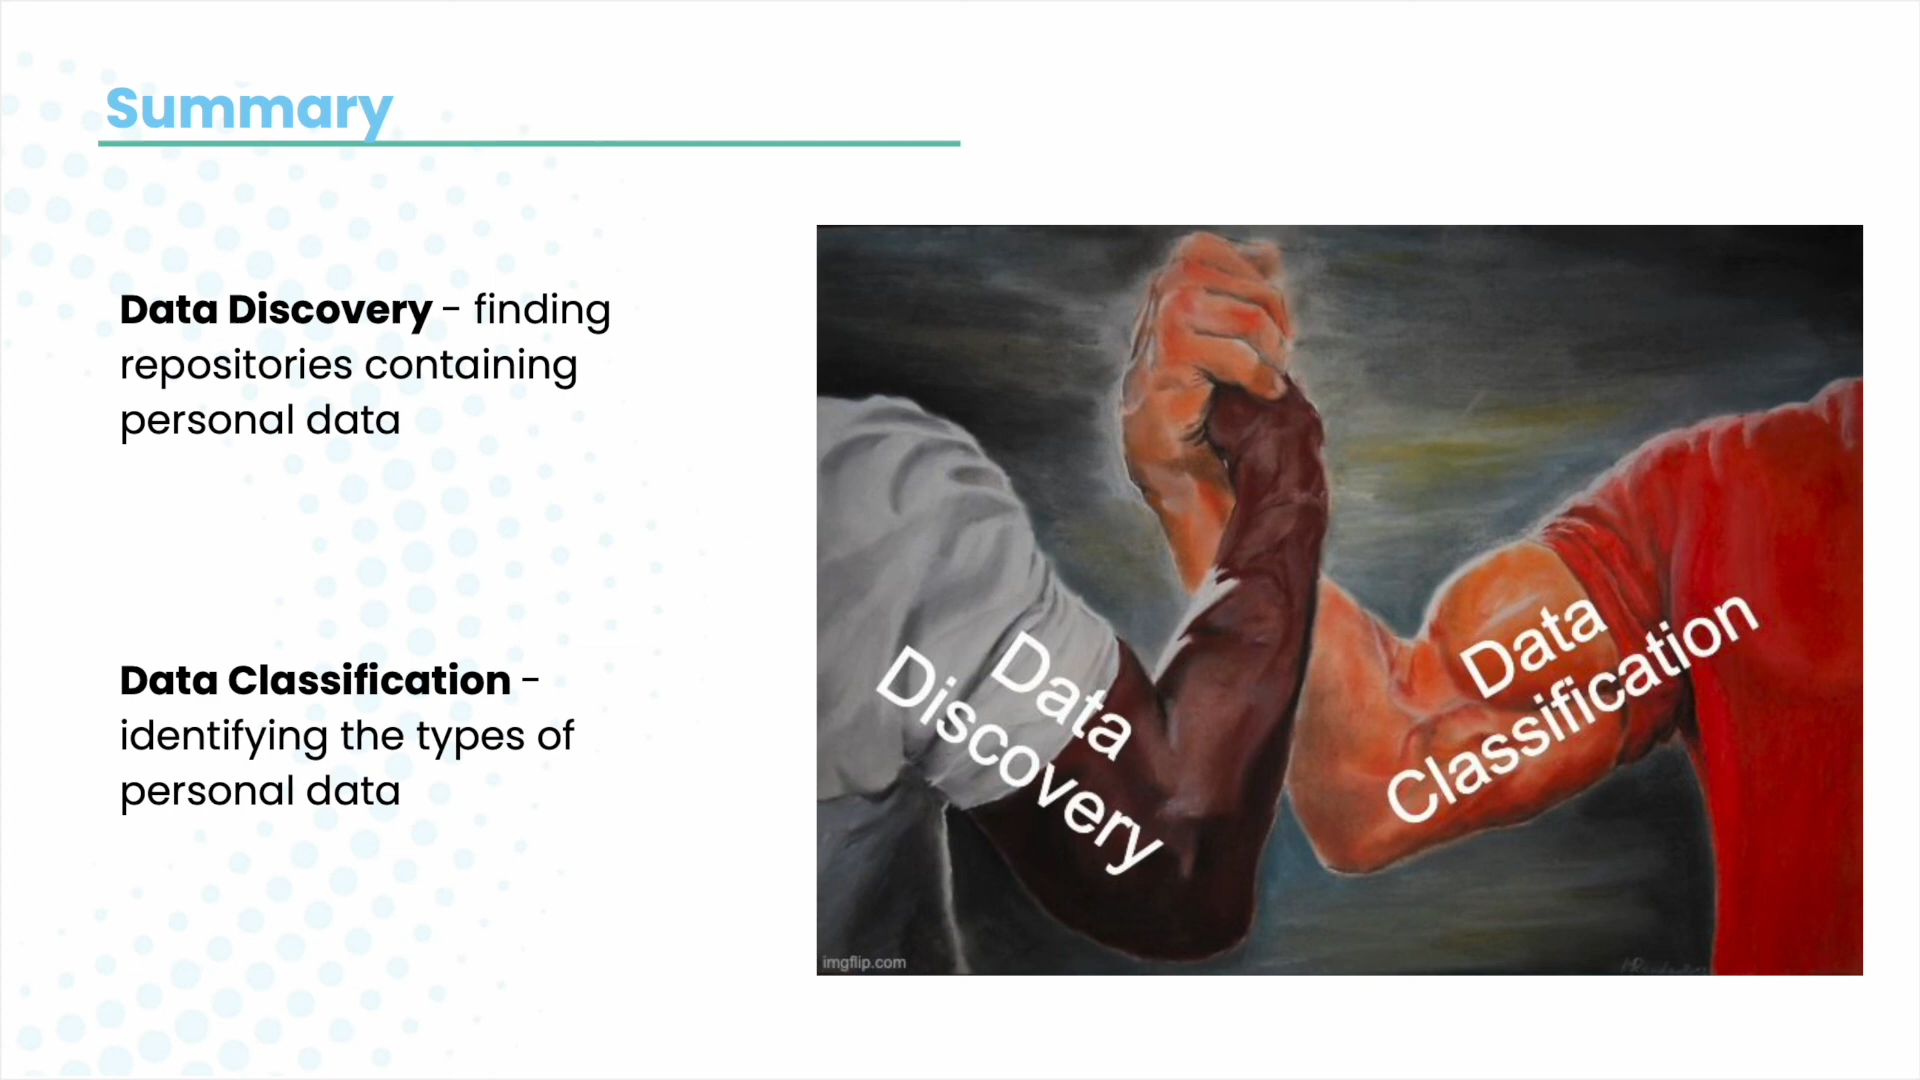 Summary
Data Discovery - finding
repositories containing
personal data
Data Classification -
identifying the types of
personal data
Data
Discovery
Data
Classification
imgflip.com